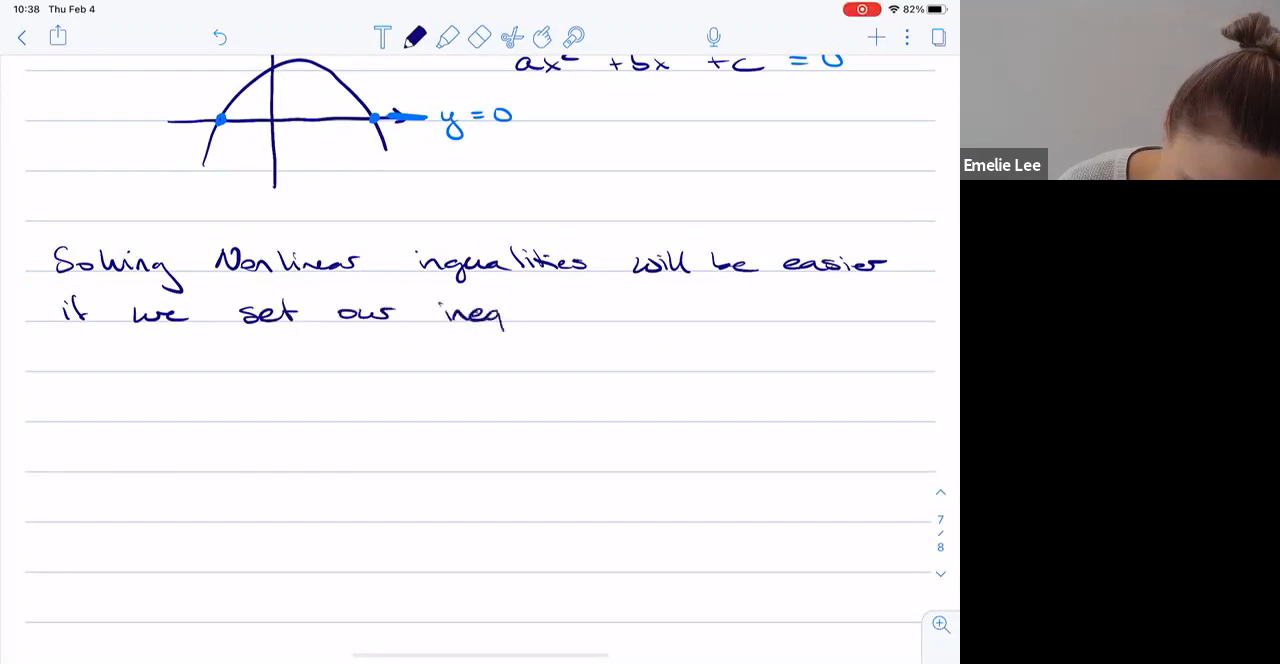 10:38 Thu Feb 4
82%
T
ax² +bx +c = 0
y = 0
Emelie Lee
Solving Nonlinear inqualities will be easier
if we set our ineq
7
/
8